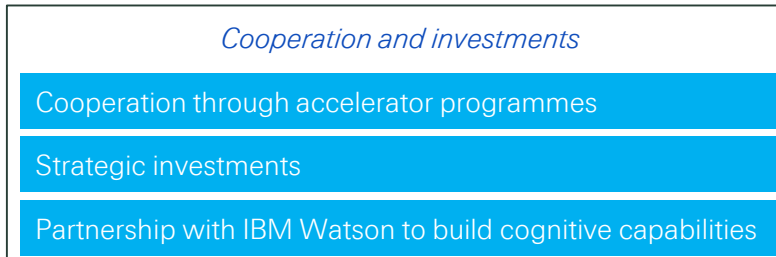 Cooperation and investments
Cooperation through accelerator programmes
Strategic investments
Partnership with IBM Watson to build cognitive capabilities